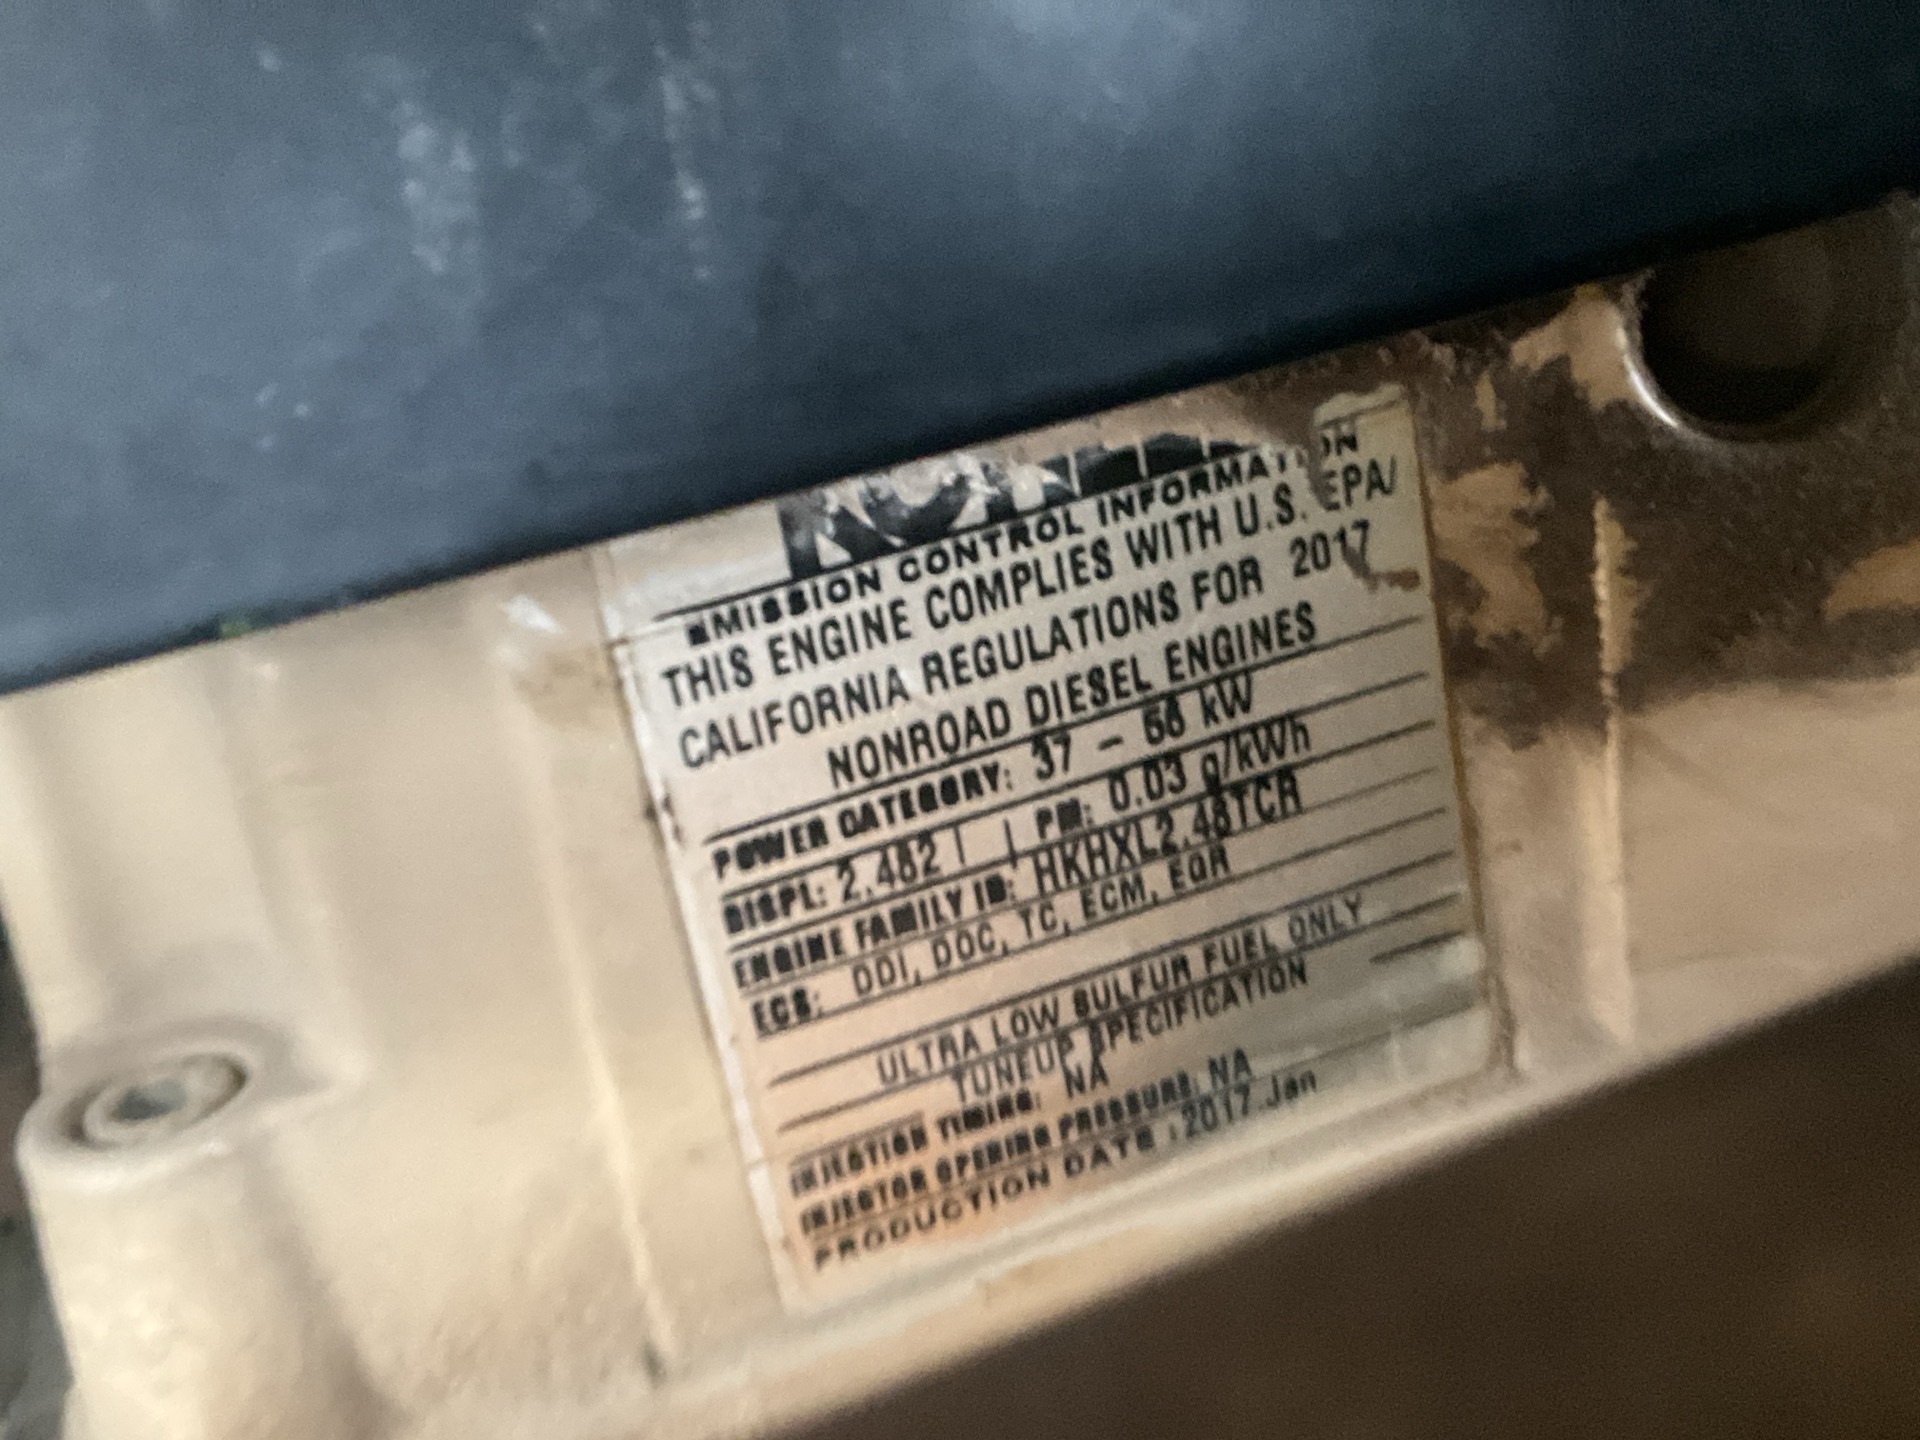 EMISSION CONTROL INFORMATION
THIS ENGINE COMPLIES WITH U.S. EPA/
CALIFORNIA REGULATIONS FOR 2017
NONROAD DIESEL ENGINES
POWER CATEGORY: 37 - 56 kW
DISPL: 2.482 l | PM: 0.03 g/kWh
ENGINE FAMILY ID: HKHXL2.48TCR
ECS: DDI, DOC, TC, ECM, EGR
ULTRA LOW SULFUR FUEL ONLY
TUNEUP SPECIFICATION
INJECTION TIMING: NA
INJECTOR OPENING PRESSURE: NA
PRODUCTION DATE : 2017.Jan